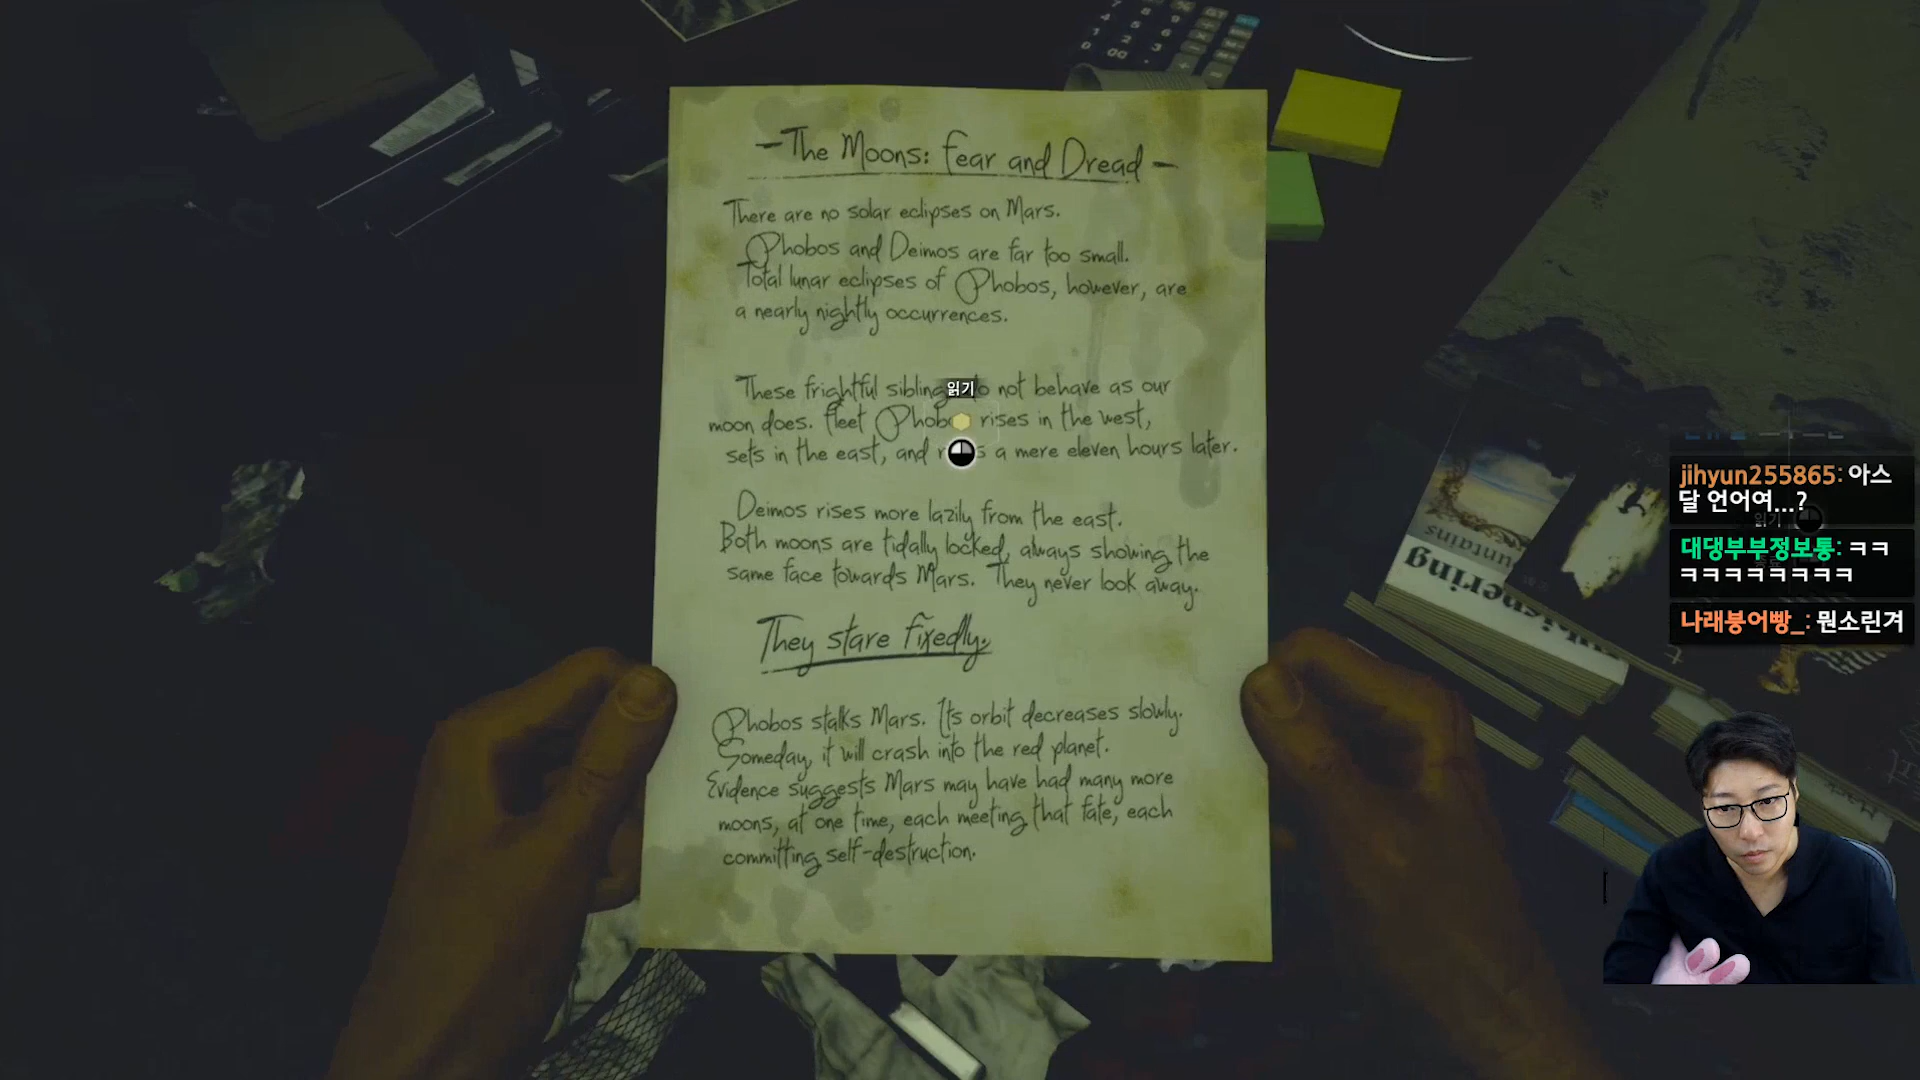 - The Moons: Fear and Dread -
There are no solar eclipses on Mars.
Phobos and Deimos are far too small.
Total lunar eclipses of Phobos, however, are
a nearly nightly occurrences.
These frightful not behave as our
moon does. Fleet rises in the west,
sets in the east, and a mere eleven hours later.
Deimos rises more lazily from the east.
Both moons are tidally locked, always showing the
same face towards Mars. They never look away.
They stare fixedly.
Phobos stalks Mars. Its orbit decreases slowly.
Someday, it will crash into the red planet.
Evidence suggests Mars may have had many more
moons, at one time, each meeting that fate, each
committing self-destruction.
읽기
jihyun255865: 아스
달 언어여...?
대댕부부정보통: ㅋㅋ
ㅋㅋㅋㅋㅋㅋㅋㅋ
나래붕어빵_: 뭔소린겨
읽기